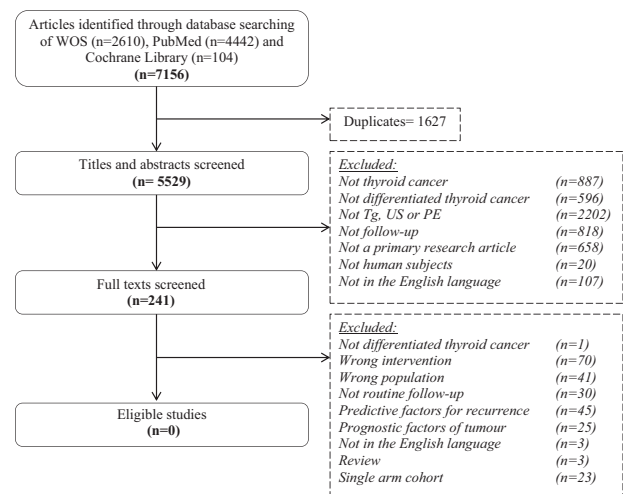 Articles identified through database searching
of WOS (n=2610), PubMed (n=4442) and
Cochrane Library (n=104)
(n=7156)
Duplicates= 1627
Titles and abstracts screened
(n= 5529)
Excluded:
Not thyroid cancer (n=887)
Not differentiated thyroid cancer (n=596)
Not Tg, US or PE (n=2202)
Not follow-up (n=818)
Not a primary research article (n=658)
Not human subjects (n=20)
Not in the English language (n=107)
Full texts screened
(n=241)
Excluded:
Not differentiated thyroid cancer (n=1)
Wrong intervention (n=70)
Wrong population (n=41)
Not routine follow-up (n=30)
Predictive factors for recurrence (n=45)
Prognostic factors of tumour (n=25)
Not in the English language (n=3)
Review (n=3)
Single arm cohort (n=23)
Eligible studies
(n=0)